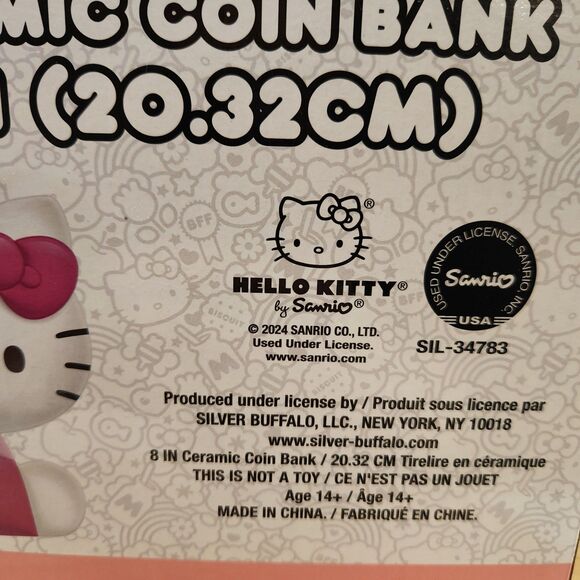 MIC COIN BANK
(20.32CM)
BFF
HELLO KITTY®
by Sanrio®
© 2024 SANRIO CO., LTD.
Used Under License.
www.sanrio.com
USED UNDER LICENSE. SANRIO, INC.
Sanrio
USA
SIL-34783
Produced under license by / Produit sous licence par
SILVER BUFFALO, LLC., NEW YORK, NY 10018
www.silver-buffalo.com
8 IN Ceramic Coin Bank / 20.32 CM Tirelire en céramique
THIS IS NOT A TOY / CE N'EST PAS UN JOUET
Age 14+ / Âge 14+
MADE IN CHINA. / FABRIQUÉ EN CHINE.